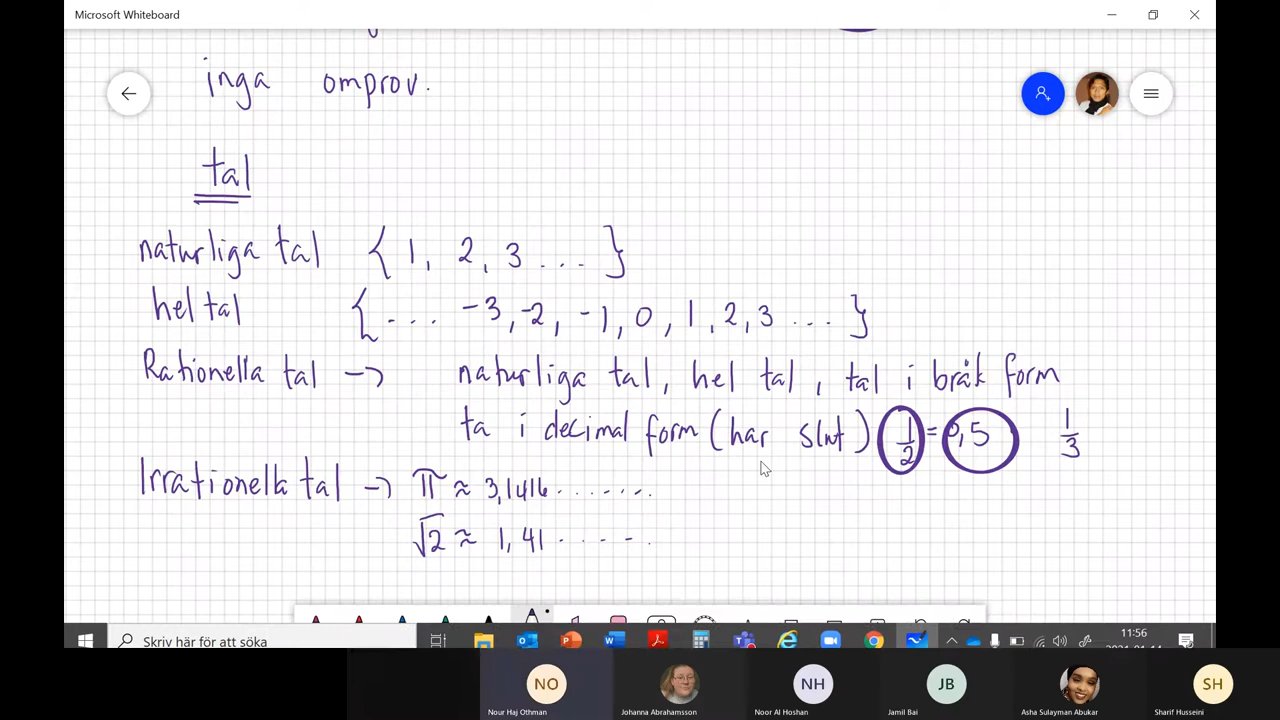 Microsoft Whiteboard
inga omprov.
tal
naturliga tal { 1, 2, 3 ... }
hel tal {... -3, -2, -1, 0, 1, 2, 3 ... }
Rationella tal → naturliga tal, hel tal, tal i bråk form
ta i decimal form (har slut) 1/2 = 0,5 1/3
Irrationella tal → π ≈ 3,1416.......
√2 ≈ 1,41 ......
Skriv här för att söka
11:56
NO
NH
JB
SH
Nour Haj Othman
Johanna Abrahamsson
Noor Al Hoshan
Jamil Bai
Asha Sulayman Abukar
Sharif Husseini